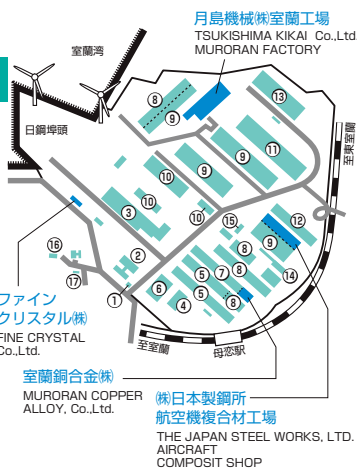 月島機械㈱室蘭工場
TSUKISHIMA KIKAI Co.,Ltd
MURORAN FACTORY
室蘭湾
日鋼埠頭
⑧
⑨
⑬
⑨
⑪
⑨
⑩
⑩
③
⑩
至東室蘭
⑮
⑫
⑧
⑨
⑯
②
⑤
⑦
⑧
⑭
⑰
①
⑥
⑤
④
⑧
ファイン
クリスタル㈱
FINE CRYSTAL
Co.,Ltd.
至室蘭
母恋駅
室蘭銅合金㈱
MURORAN COPPER
ALLOY, Co.,Ltd.
㈱日本製鋼所
航空機複合材工場
THE JAPAN STEEL WORKS, LTD.
AIRCRAFT
COMPOSIT SHOP